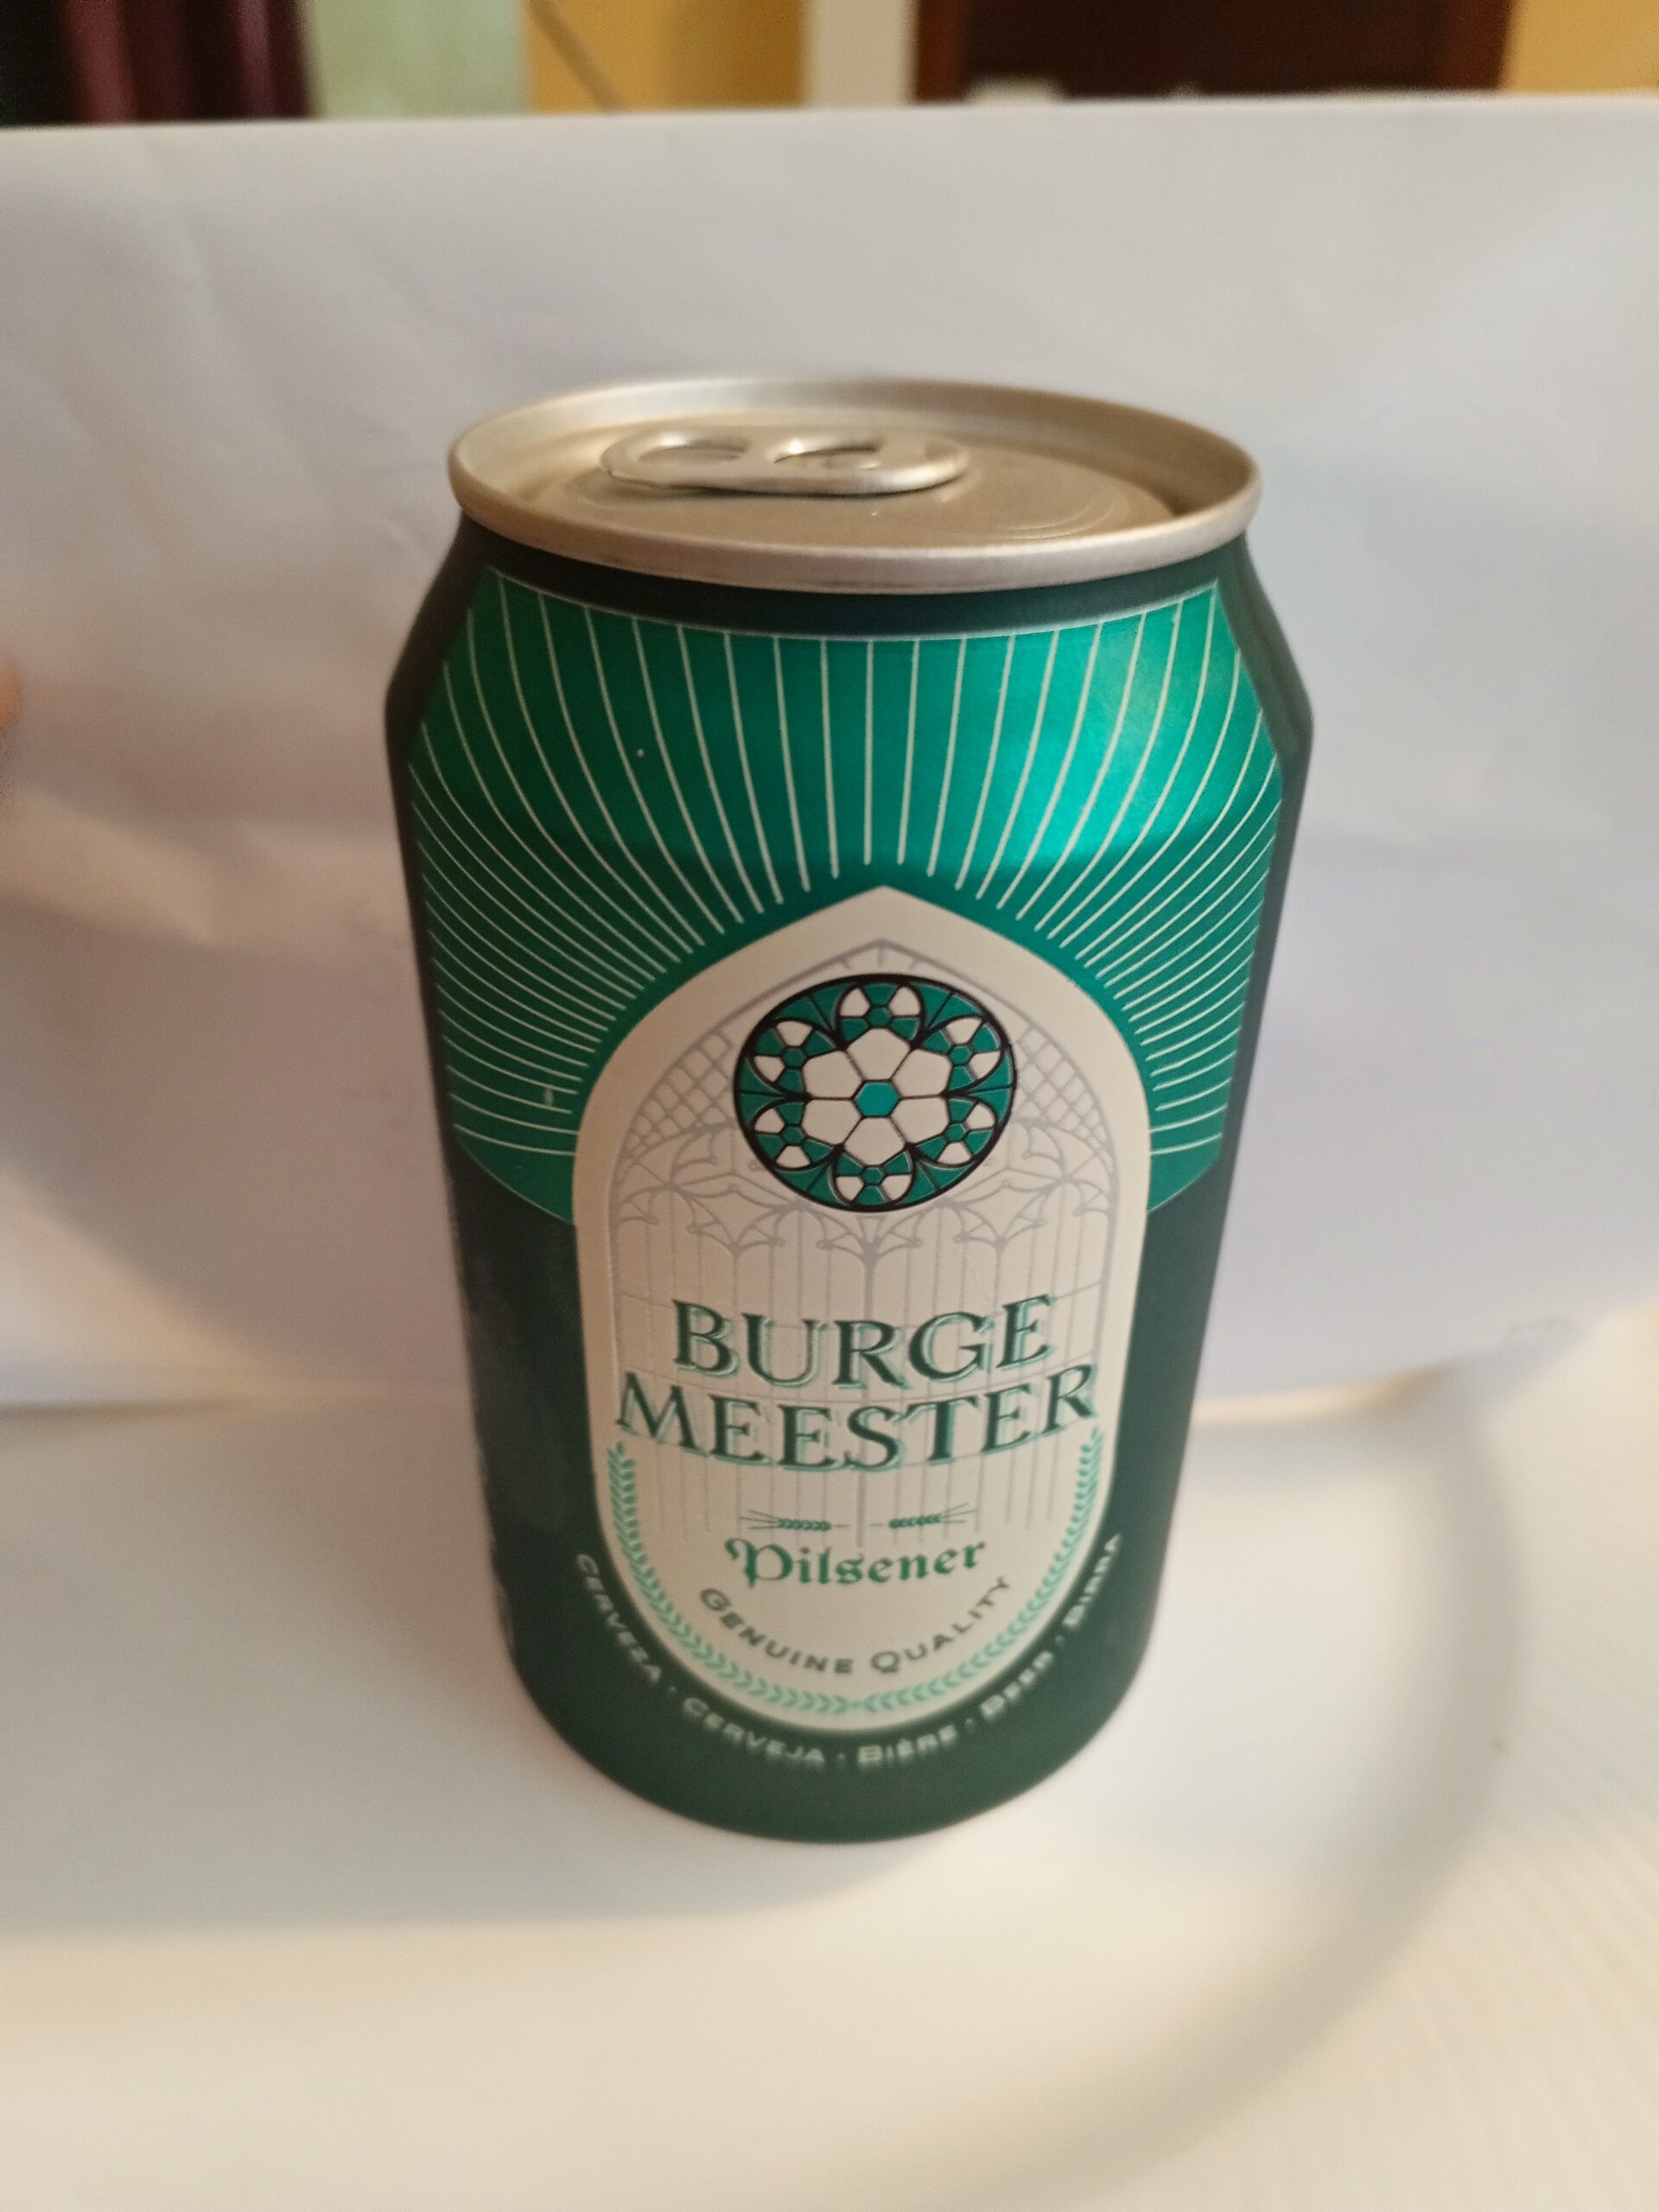 BURGE
MEESTER
Pilsener
GENUINE QUALITY
CERVEZA · CERVEJA · BIÈRE · BEER · BIRRA